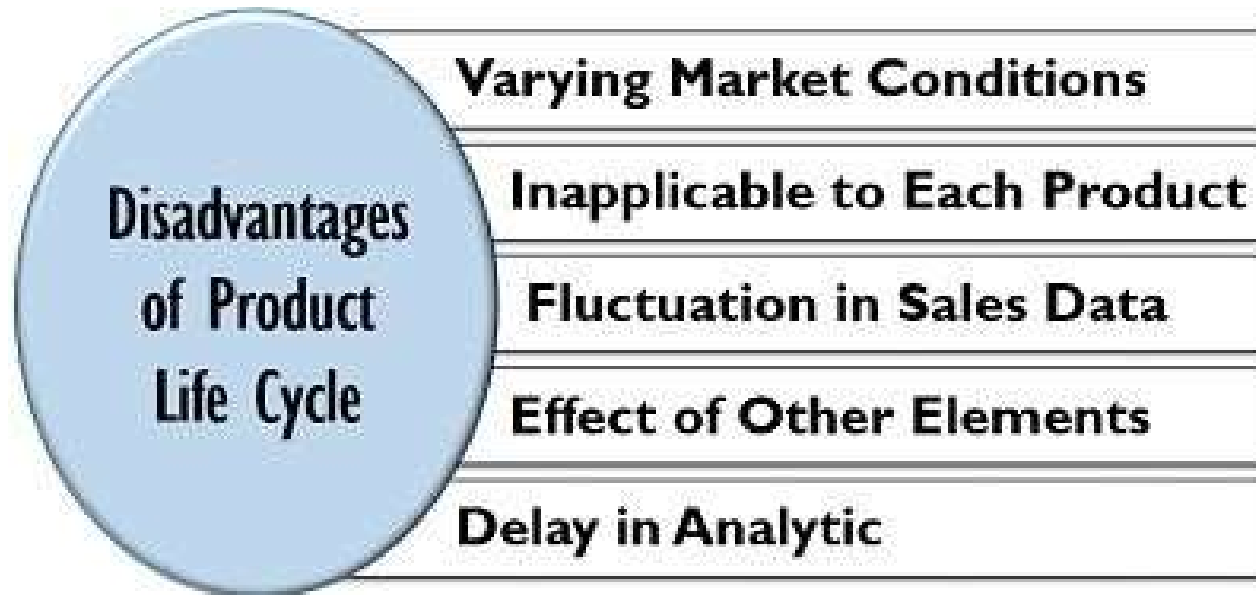 Disadvantages
of Product
Life Cycle
Varying Market Conditions
Inapplicable to Each Product
Fluctuation in Sales Data
Effect of Other Elements
Delay in Analytic